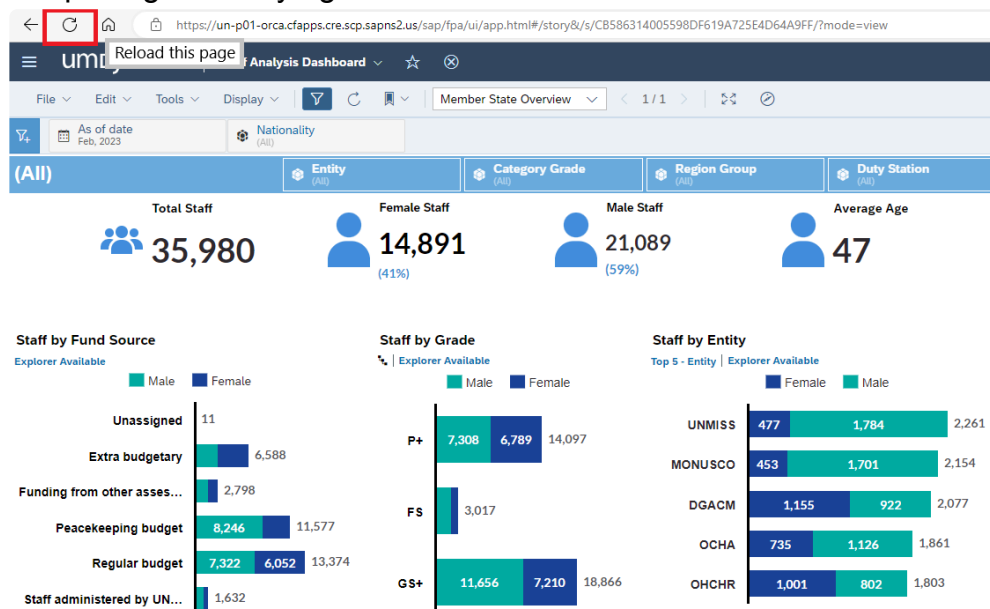 https://un-p01-orca.cfapps.cre.scp.sapns2.us/sap/fpa/ui/app.html#/story&/s/CB586314005598DF619A725E4D64A9FF/?mode=view
Reload this page
Analysis Dashboard
File Edit Tools Display Member State Overview 1/1
As of date
Feb, 2023
Nationality
(All)
(All)
Entity
(All)
Category Grade
(All)
Region Group
(All)
Duty Station
(All)
Total Staff
35,980
Female Staff
14,891
(41%)
Male Staff
21,089
(59%)
Average Age
47
Staff by Fund Source
Explorer Available
Male Female
Unassigned 11
Extra budgetary 6,588
Funding from other asses... 2,798
Peacekeeping budget 8,246 11,577
Regular budget 7,322 6,052 13,374
Staff administered by UN... 1,632
Staff by Grade
Explorer Available
Male Female
P+ 7,308 6,789 14,097
FS 3,017
GS+ 11,656 7,210 18,866
Staff by Entity
Top 5 - Entity | Explorer Available
Female Male
UNMISS 477 1,784 2,261
MONUSCO 453 1,701 2,154
DGACM 1,155 922 2,077
OCHA 735 1,126 1,861
OHCHR 1,001 802 1,803